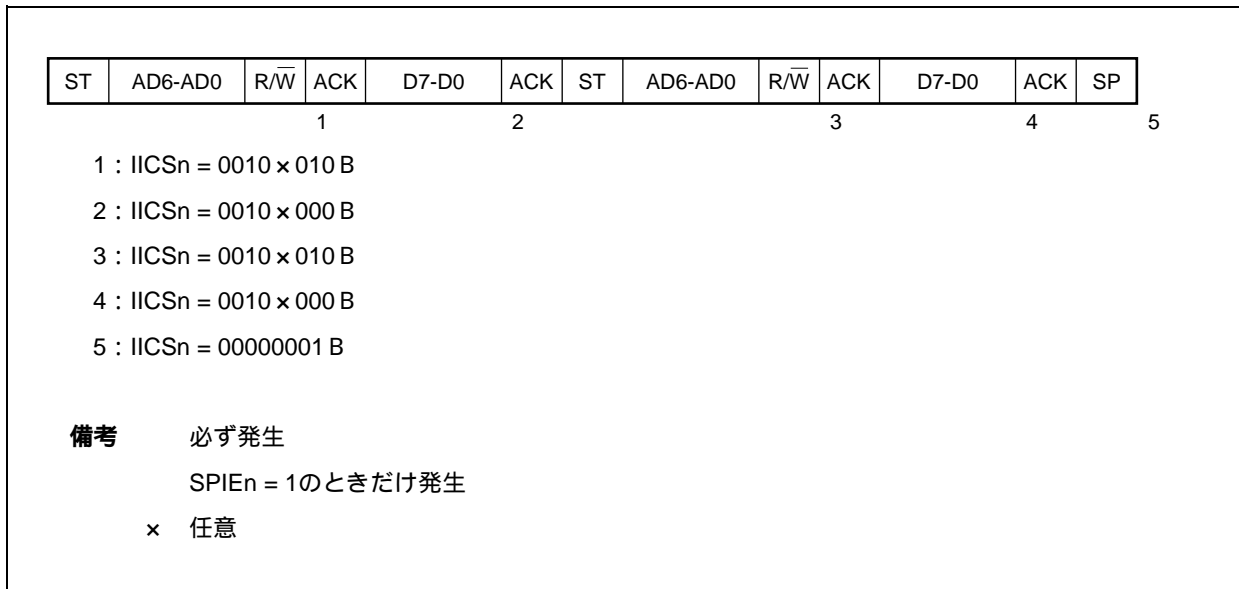 ST AD6-AD0 R/W̅ ACK D7-D0 ACK ST AD6-AD0 R/W̅ ACK D7-D0 ACK SP
1 2 3 4 5
1：IICSn = 0010×010 B
2：IICSn = 0010×000 B
3：IICSn = 0010×010 B
4：IICSn = 0010×000 B
5：IICSn = 00000001 B
備考 必ず発生
SPIEn = 1のときだけ発生
× 任意